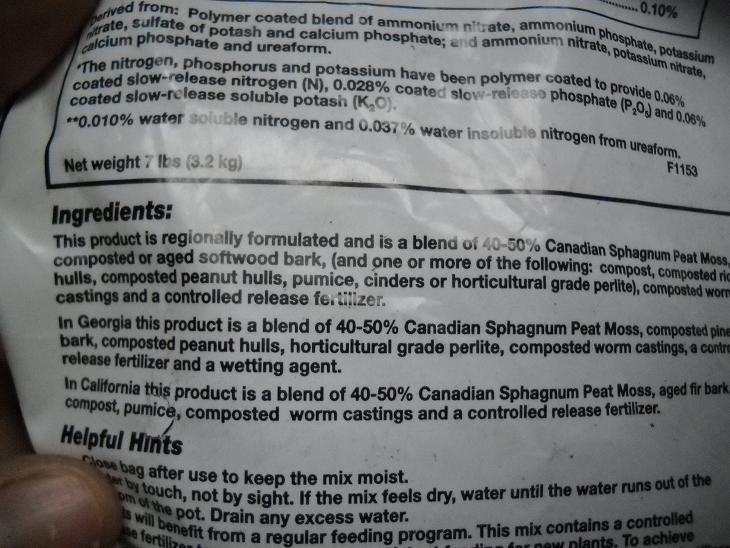 0.10%
Derived from: Polymer coated blend of ammonium nitrate, ammonium phosphate, potassium
nitrate, sulfate of potash and calcium phosphate; and ammonium nitrate, potassium nitrate,
calcium phosphate and ureaform.
*The nitrogen, phosphorus and potassium have been polymer coated to provide 0.06%
coated slow-release nitrogen (N), 0.028% coated slow-release phosphate (P₂O₅) and 0.06%
coated slow-release soluble potash (K₂O).
**0.010% water soluble nitrogen and 0.037% water insoluble nitrogen from ureaform.
F1153
Net weight 7 lbs (3.2 kg)
Ingredients:
This product is regionally formulated and is a blend of 40-50% Canadian Sphagnum Peat Moss,
composted or aged softwood bark, (and one or more of the following: compost, composted ric
hulls, composted peanut hulls, pumice, cinders or horticultural grade perlite), composted worm
castings and a controlled release fertilizer.
In Georgia this product is a blend of 40-50% Canadian Sphagnum Peat Moss, composted pine
bark, composted peanut hulls, horticultural grade perlite, composted worm castings, a contro
release fertilizer and a wetting agent.
In California this product is a blend of 40-50% Canadian Sphagnum Peat Moss, aged fir bark,
compost, pumice, composted worm castings and a controlled release fertilizer.
Helpful Hints
Close bag after use to keep the mix moist.
by touch, not by sight. If the mix feels dry, water until the water runs out of the
of the pot. Drain any excess water.
will benefit from a regular feeding program. This mix contains a controlled
fertilizer for new plants. To achieve